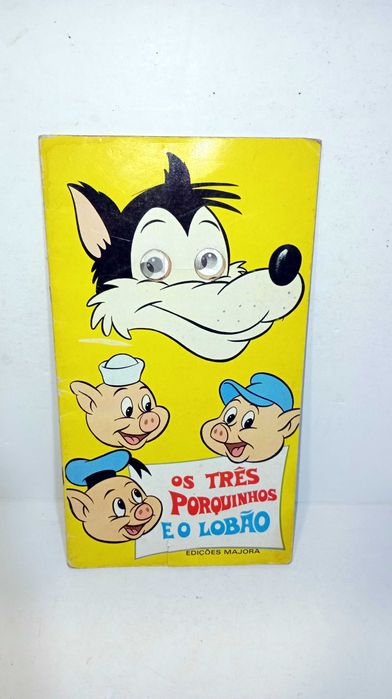 OS TRÊS
PORQUINHOS
E O LOBÃO
EDIÇÕES MAJORA